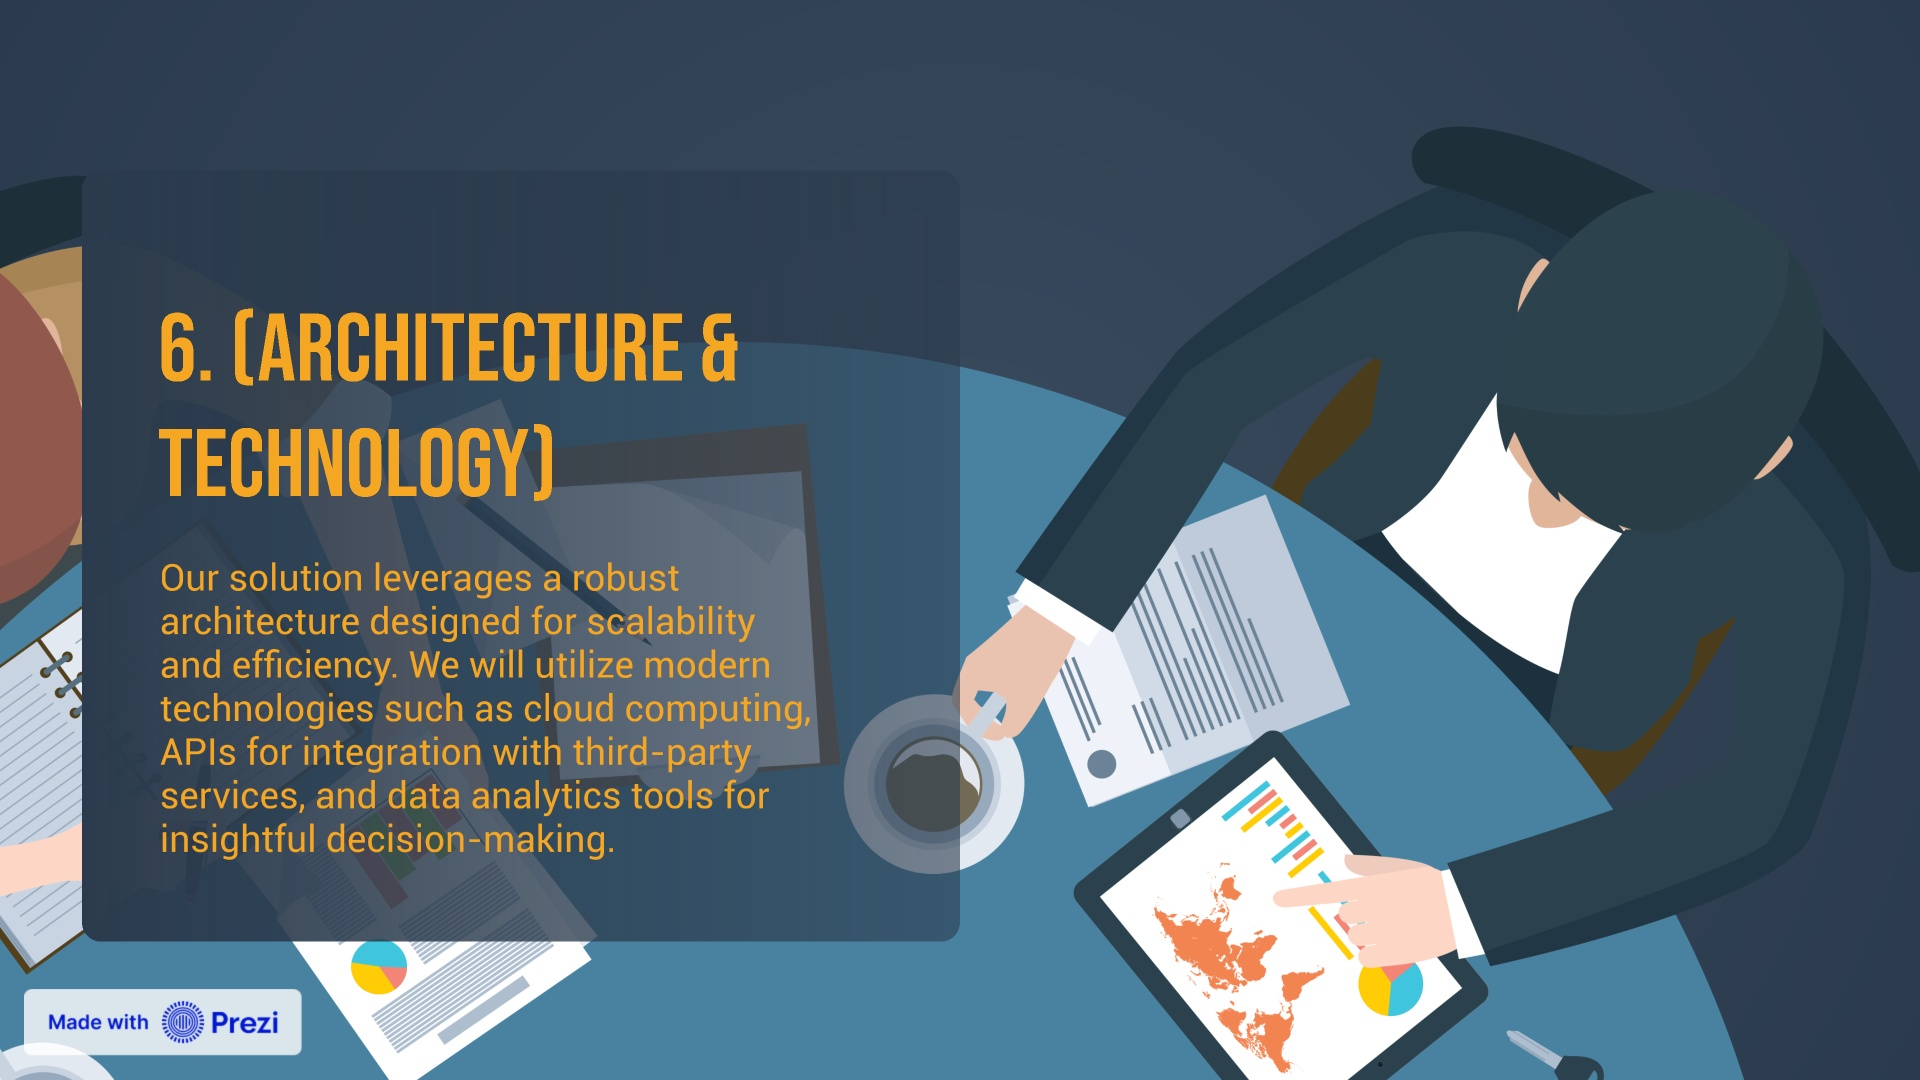 6. (ARCHITECTURE &
TECHNOLOGY)
Our solution leverages a robust
architecture designed for scalability
and efficiency. We will utilize modern
technologies such as cloud computing,
APIs for integration with third-party
services, and data analytics tools for
insightful decision-making.
Made with Prezi